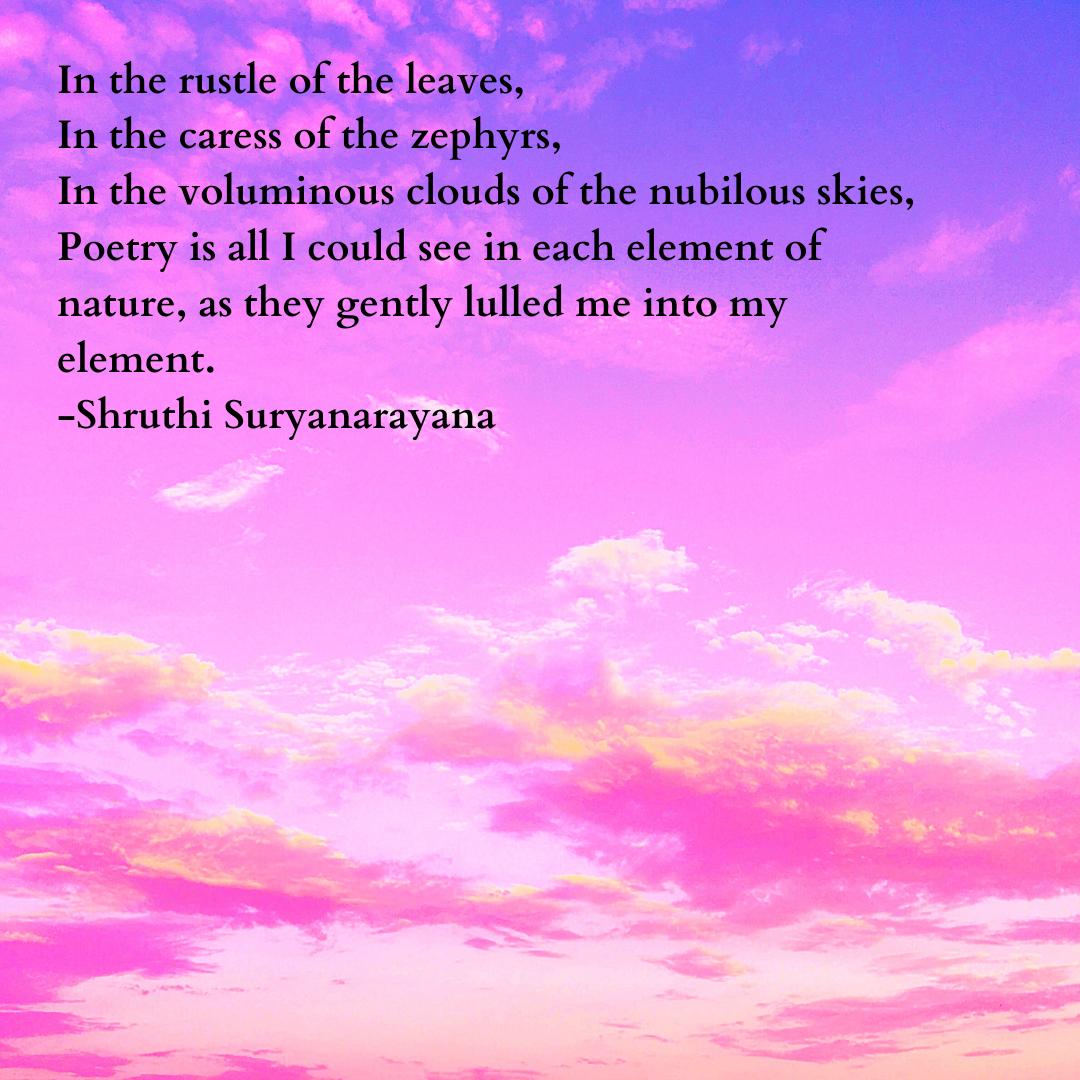 In the rustle of the leaves,
In the caress of the zephyrs,
In the voluminous clouds of the nubilous skies,
Poetry is all I could see in each element of
nature, as they gently lulled me into my
element.
-Shruthi Suryanarayana